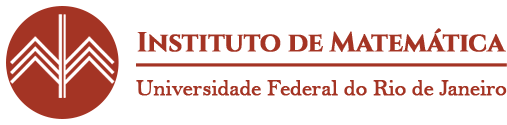 Instituto de Matemática
Universidade Federal do Rio de Janeiro